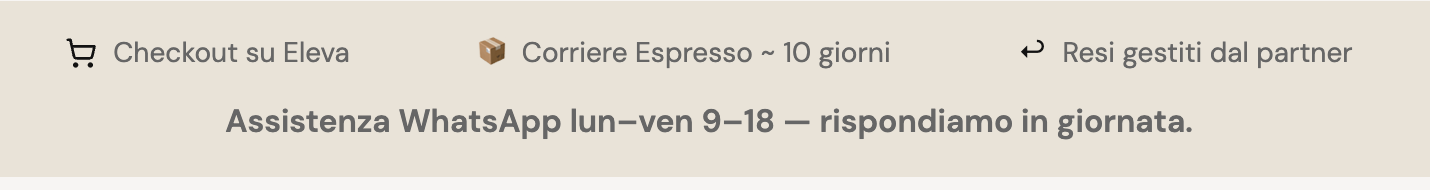 Checkout su Eleva
Corriere Espresso ~ 10 giorni
Resi gestiti dal partner
Assistenza WhatsApp lun–ven 9–18 — rispondiamo in giornata.